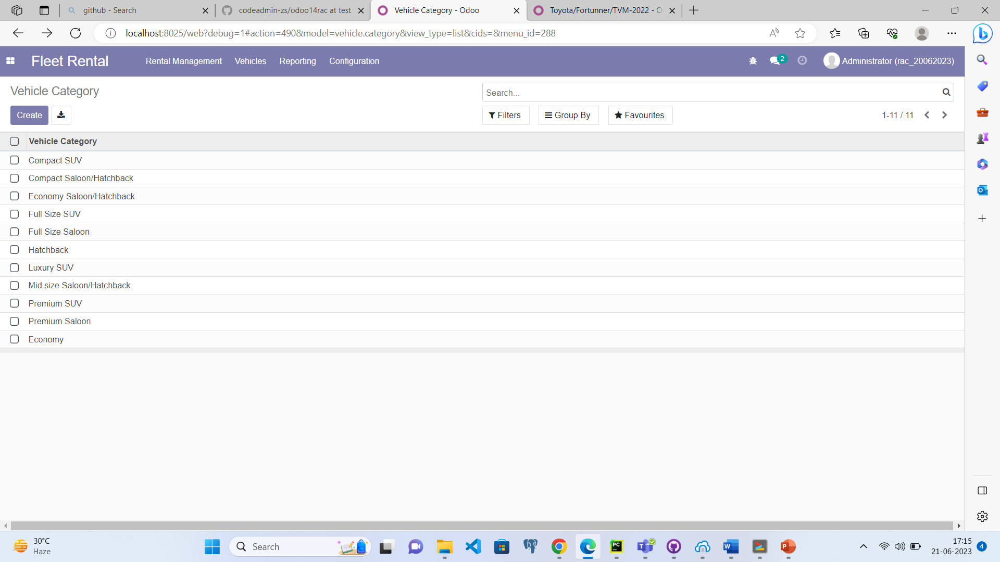 github - Search
codeadmin-zs/odoo14rac at test
Vehicle Category - Odoo
Toyota/Fortunner/TVM-2022 - O
localhost:8025/web?debug=1#action=490&model=vehicle.category&view_type=list&cids=&menu_id=288
Fleet Rental
Rental Management
Vehicles
Reporting
Configuration
2
Administrator (rac_20062023)
Vehicle Category
Search...
Create
Filters
Group By
Favourites
1-11 / 11
Vehicle Category
Compact SUV
Compact Saloon/Hatchback
Economy Saloon/Hatchback
Full Size SUV
Full Size Saloon
Hatchback
Luxury SUV
Mid size Saloon/Hatchback
Premium SUV
Premium Saloon
Economy
30°C
Haze
Search
17:15
21-06-2023
4